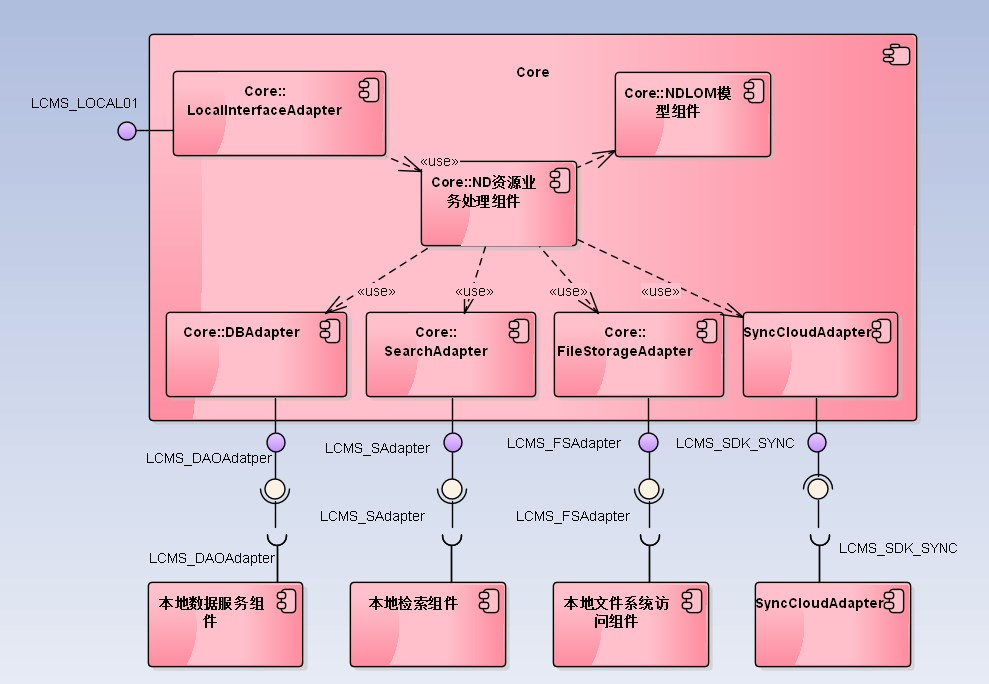 Core
Core::
LocalInterfaceAdapter
Core::NDLOM模
型组件
LCMS_LOCAL01
«use»
Core::ND资源业
务处理组件
«use»
«use»
«use»
«use»
Core::DBAdapter
Core::
SearchAdapter
Core::
FileStorageAdapter
SyncCloudAdapter
LCMS_DAOAdatper
LCMS_SAdapter
LCMS_FSAdapter
LCMS_SDK_SYNC
LCMS_SAdapter
LCMS_FSAdapter
LCMS_DAOAdapter
LCMS_SDK_SYNC
本地数据服务组
件
本地检索组件
本地文件系统访
问组件
SyncCloudAdapter